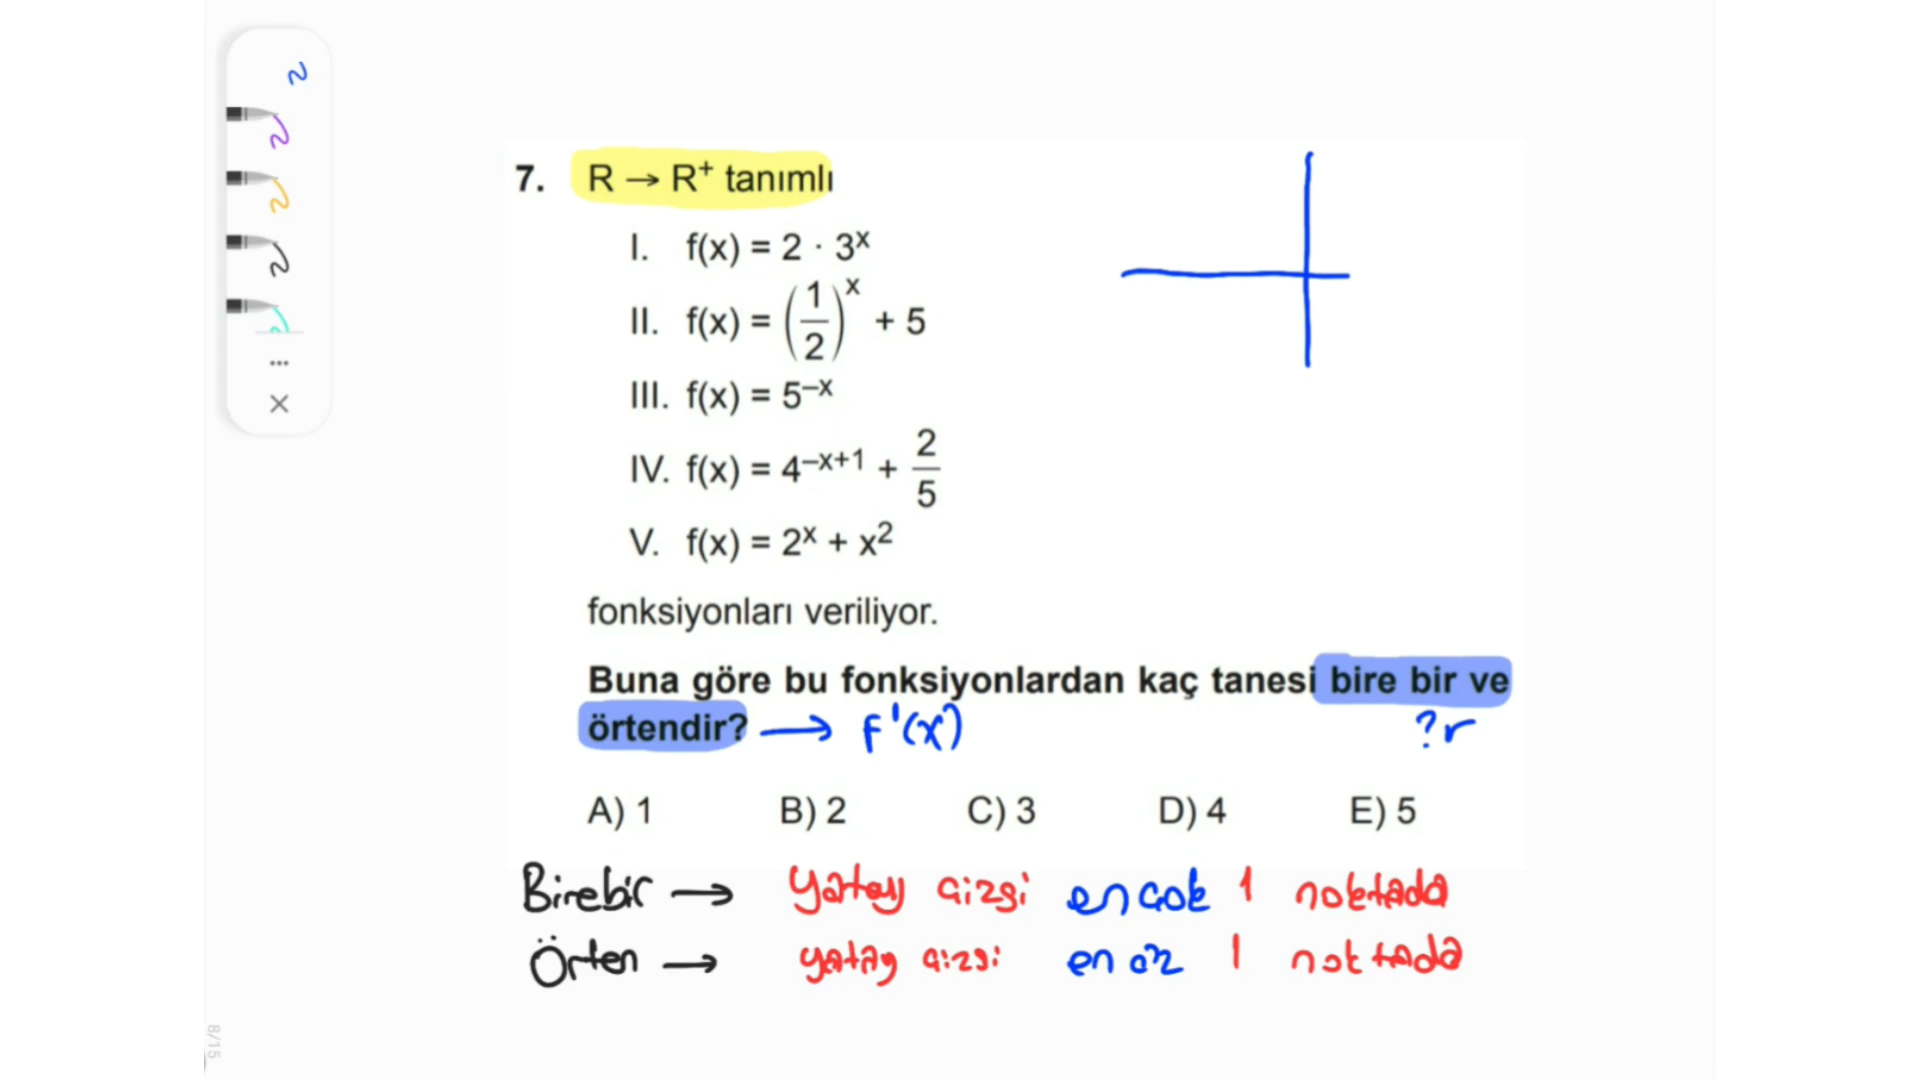 7. R → R⁺ tanımlı
I. f(x) = 2 · 3ˣ
II. f(x) = (1/2)ˣ + 5
III. f(x) = 5⁻ˣ
IV. f(x) = 4⁻ˣ⁺¹ + 2/5
V. f(x) = 2ˣ + x²
fonksiyonları veriliyor.
Buna göre bu fonksiyonlardan kaç tanesi bire bir ve
örtendir? → f'(x) ?r
A) 1 B) 2 C) 3 D) 4 E) 5
Birebir → Yatay çizgi en çok 1 noktada
Örten → yatay çizgi en az 1 noktada
8/15